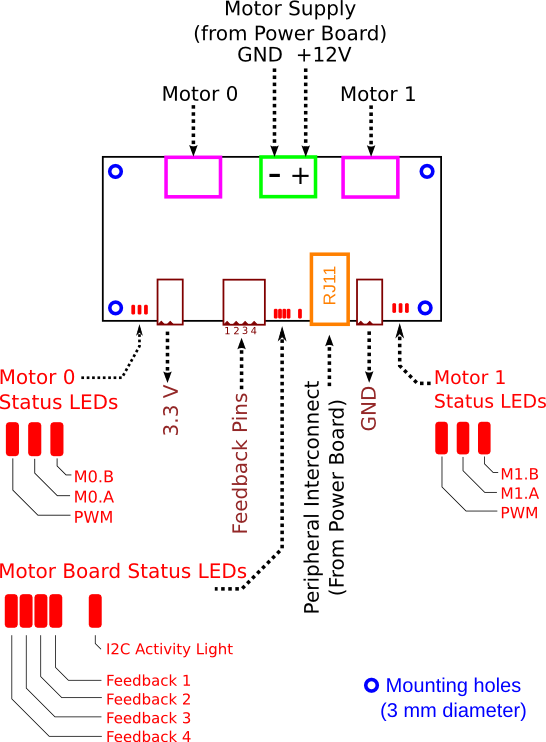 Motor Supply
(from Power Board)
GND +12V
Motor 0
Motor 1
- +
RJ11
1 2 3 4
Motor 0
Status LEDs
3.3 V
Feedback Pins
Peripheral Interconnect
(From Power Board)
GND
Motor 1
Status LEDs
M0.B
M0.A
PWM
M1.B
M1.A
PWM
Motor Board Status LEDs
I2C Activity Light
Feedback 1
Feedback 2
Feedback 3
Feedback 4
Mounting holes
(3 mm diameter)